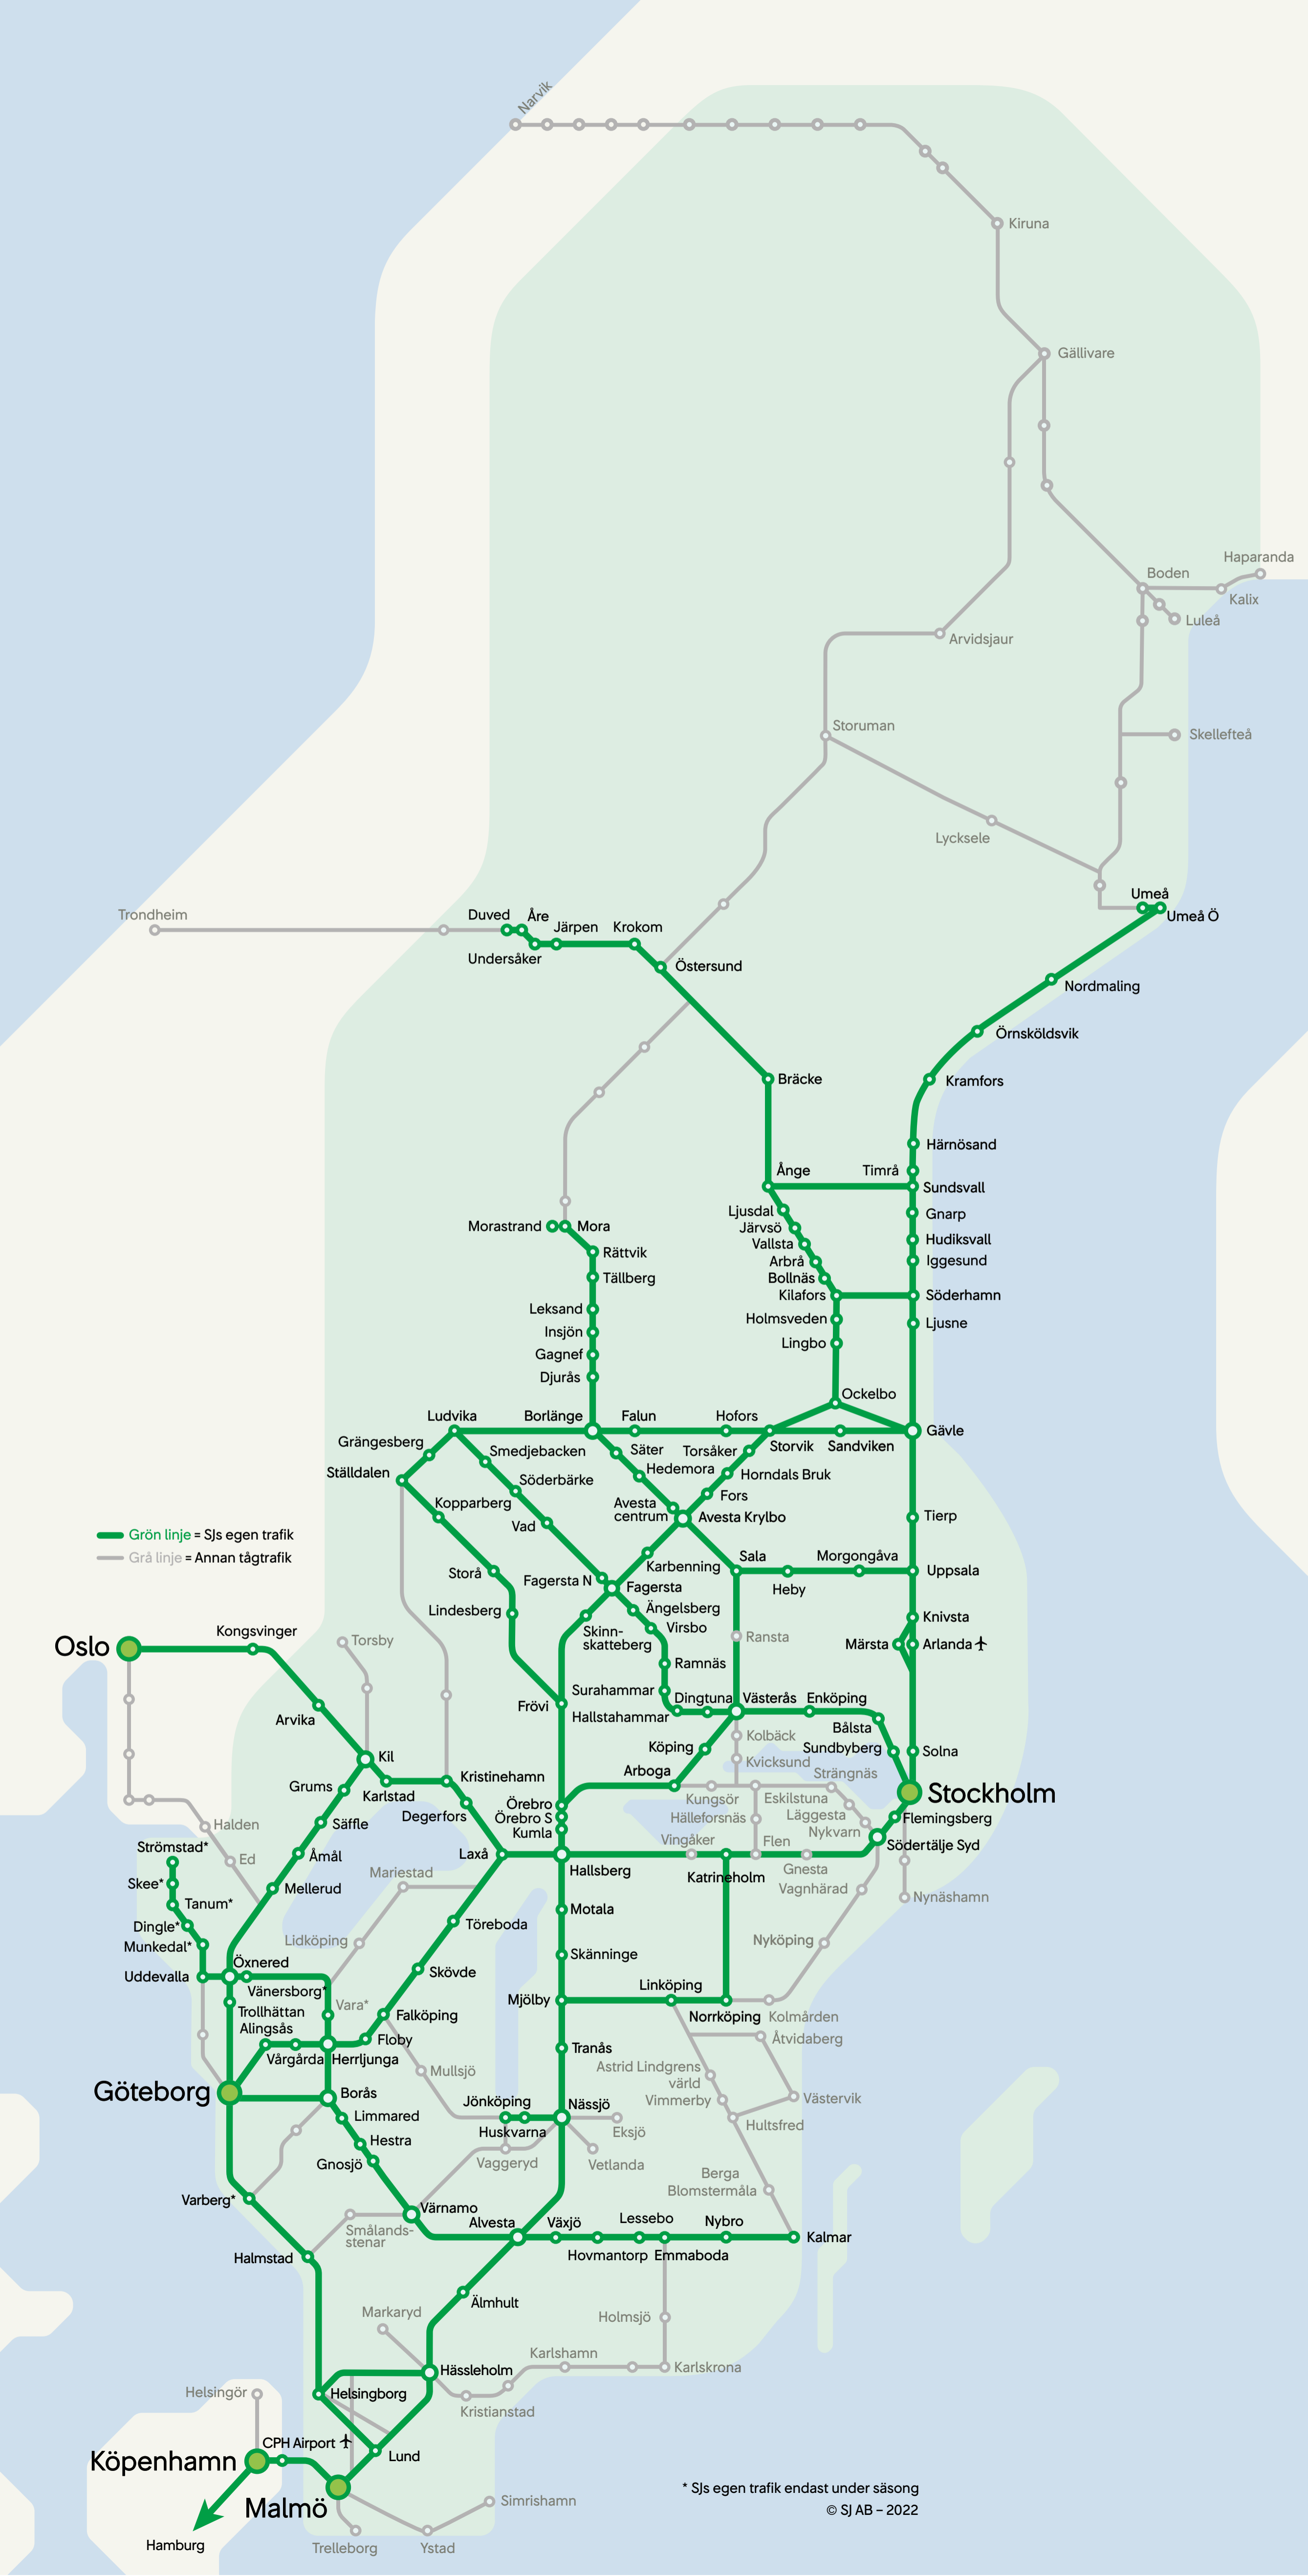 Narvik
Kiruna
Gällivare
Haparanda
Boden
Kalix
Luleå
Arvidsjaur
Storuman
Skellefteå
Lycksele
Umeå
Umeå Ö
Trondheim
Duved
Åre
Järpen
Krokom
Undersåker
Östersund
Nordmaling
Örnsköldsvik
Bräcke
Kramfors
Härnösand
Ånge
Timrå
Sundsvall
Ljusdal
Gnarp
Morastrand
Mora
Järvsö
Hudiksvall
Vallsta
Rättvik
Arbrå
Iggesund
Tällberg
Bollnäs
Kilafors
Söderhamn
Leksand
Holmsveden
Ljusne
Insjön
Lingbo
Gagnef
Djurås
Ockelbo
Ludvika
Borlänge
Falun
Hofors
Gävle
Storvik
Sandviken
Grängesberg
Smedjebacken
Säter
Torsåker
Ställdalen
Hedemora
Horndals Bruk
Söderbärke
Fors
Kopparberg
Avesta
centrum
Avesta Krylbo
Tierp
Vad
Grön linje = SJs egen trafik
Grå linje = Annan tågtrafik
Sala
Morgongåva
Karbenning
Uppsala
Storå
Fagersta N
Fagersta
Heby
Lindesberg
Ängelsberg
Knivsta
Skinn-
skatteberg
Virsbo
Kongsvinger
Ransta
Oslo
Torsby
Märsta
Arlanda
Ramnäs
Surahammar
Dingtuna
Västerås
Enköping
Frövi
Hallstahammar
Arvika
Bålsta
Kolbäck
Köping
Sundbyberg
Solna
Kil
Kvicksund
Arboga
Strängnäs
Kristinehamn
Grums
Karlstad
Stockholm
Kungsör
Eskilstuna
Örebro
Degerfors
Örebro S
Hälleforsnäs
Läggesta
Flemingsberg
Halden
Säffle
Kumla
Nykvarn
Vingåker
Flen
Södertälje Syd
Strömstad*
Ed
Åmål
Laxå
Hallsberg
Katrineholm
Gnesta
Mariestad
Skee*
Mellerud
Vagnhärad
Nynäshamn
Tanum*
Motala
Dingle*
Töreboda
Munkedal*
Lidköping
Nyköping
Skänninge
Öxnered
Uddevalla
Skövde
Vänersborg*
Linköping
Mjölby
Vara*
Trollhättan
Falköping
Norrköping
Kolmården
Alingsås
Floby
Åtvidaberg
Vårgårda
Herrljunga
Tranås
Mullsjö
Astrid Lindgrens
värld
Göteborg
Borås
Vimmerby
Västervik
Jönköping
Nässjö
Limmared
Hultsfred
Huskvarna
Eksjö
Hestra
Gnosjö
Vaggeryd
Vetlanda
Berga
Blomstermåla
Varberg*
Värnamo
Alvesta
Växjö
Lessebo
Nybro
Smålands-
stenar
Kalmar
Halmstad
Hovmantorp
Emmaboda
Älmhult
Markaryd
Holmsjö
Karlshamn
Karlskrona
Hässleholm
Helsingör
Helsingborg
Kristianstad
CPH Airport
Lund
Köpenhamn
Malmö
* SJs egen trafik endast under säsong
Simrishamn
© SJ AB – 2022
Hamburg
Trelleborg
Ystad